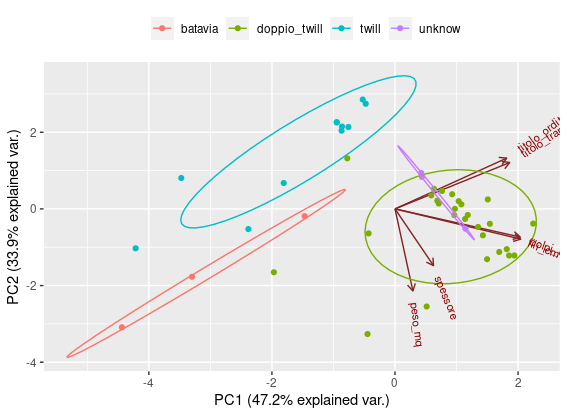 batavia doppio_twill twill unknow
PC2 (33.9% explained var.)
2
0
-2
-4
spessore
peso_mq
-4 -2 0 2
PC1 (47.2% explained var.)